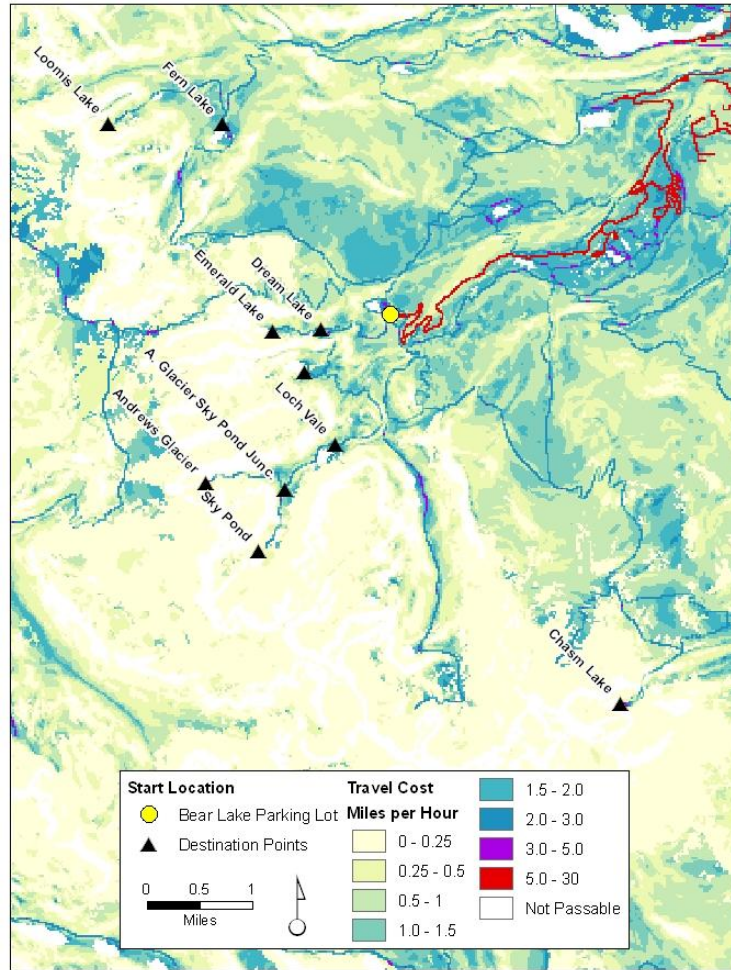 Loomis Lake
Fern Lake
Dream Lake
Emerald Lake
Loch Vale
A. Glacier Sky Pond Junc.
Andrews Glacier
Sky Pond
Chasm Lake
Start Location
Bear Lake Parking Lot
Destination Points
0 0.5 1
Miles
Travel Cost
Miles per Hour
0 - 0.25
0.25 - 0.5
0.5 - 1
1.0 - 1.5
1.5 - 2.0
2.0 - 3.0
3.0 - 5.0
5.0 - 30
Not Passable